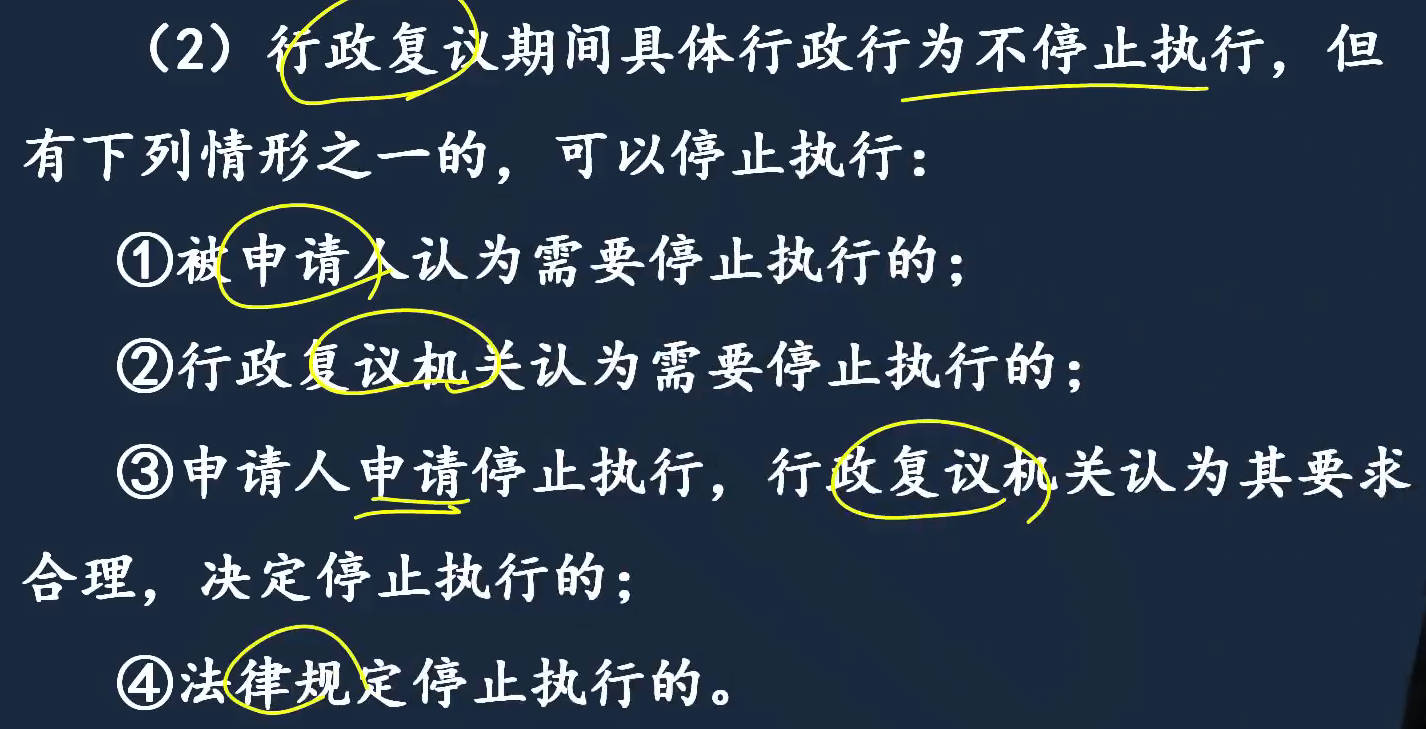 （2）行政复议期间具体行政行为不停止执行，但
有下列情形之一的，可以停止执行：
①被申请人认为需要停止执行的；
②行政复议机关认为需要停止执行的；
③申请人申请停止执行，行政复议机关认为其要求
合理，决定停止执行的；
④法律规定停止执行的。